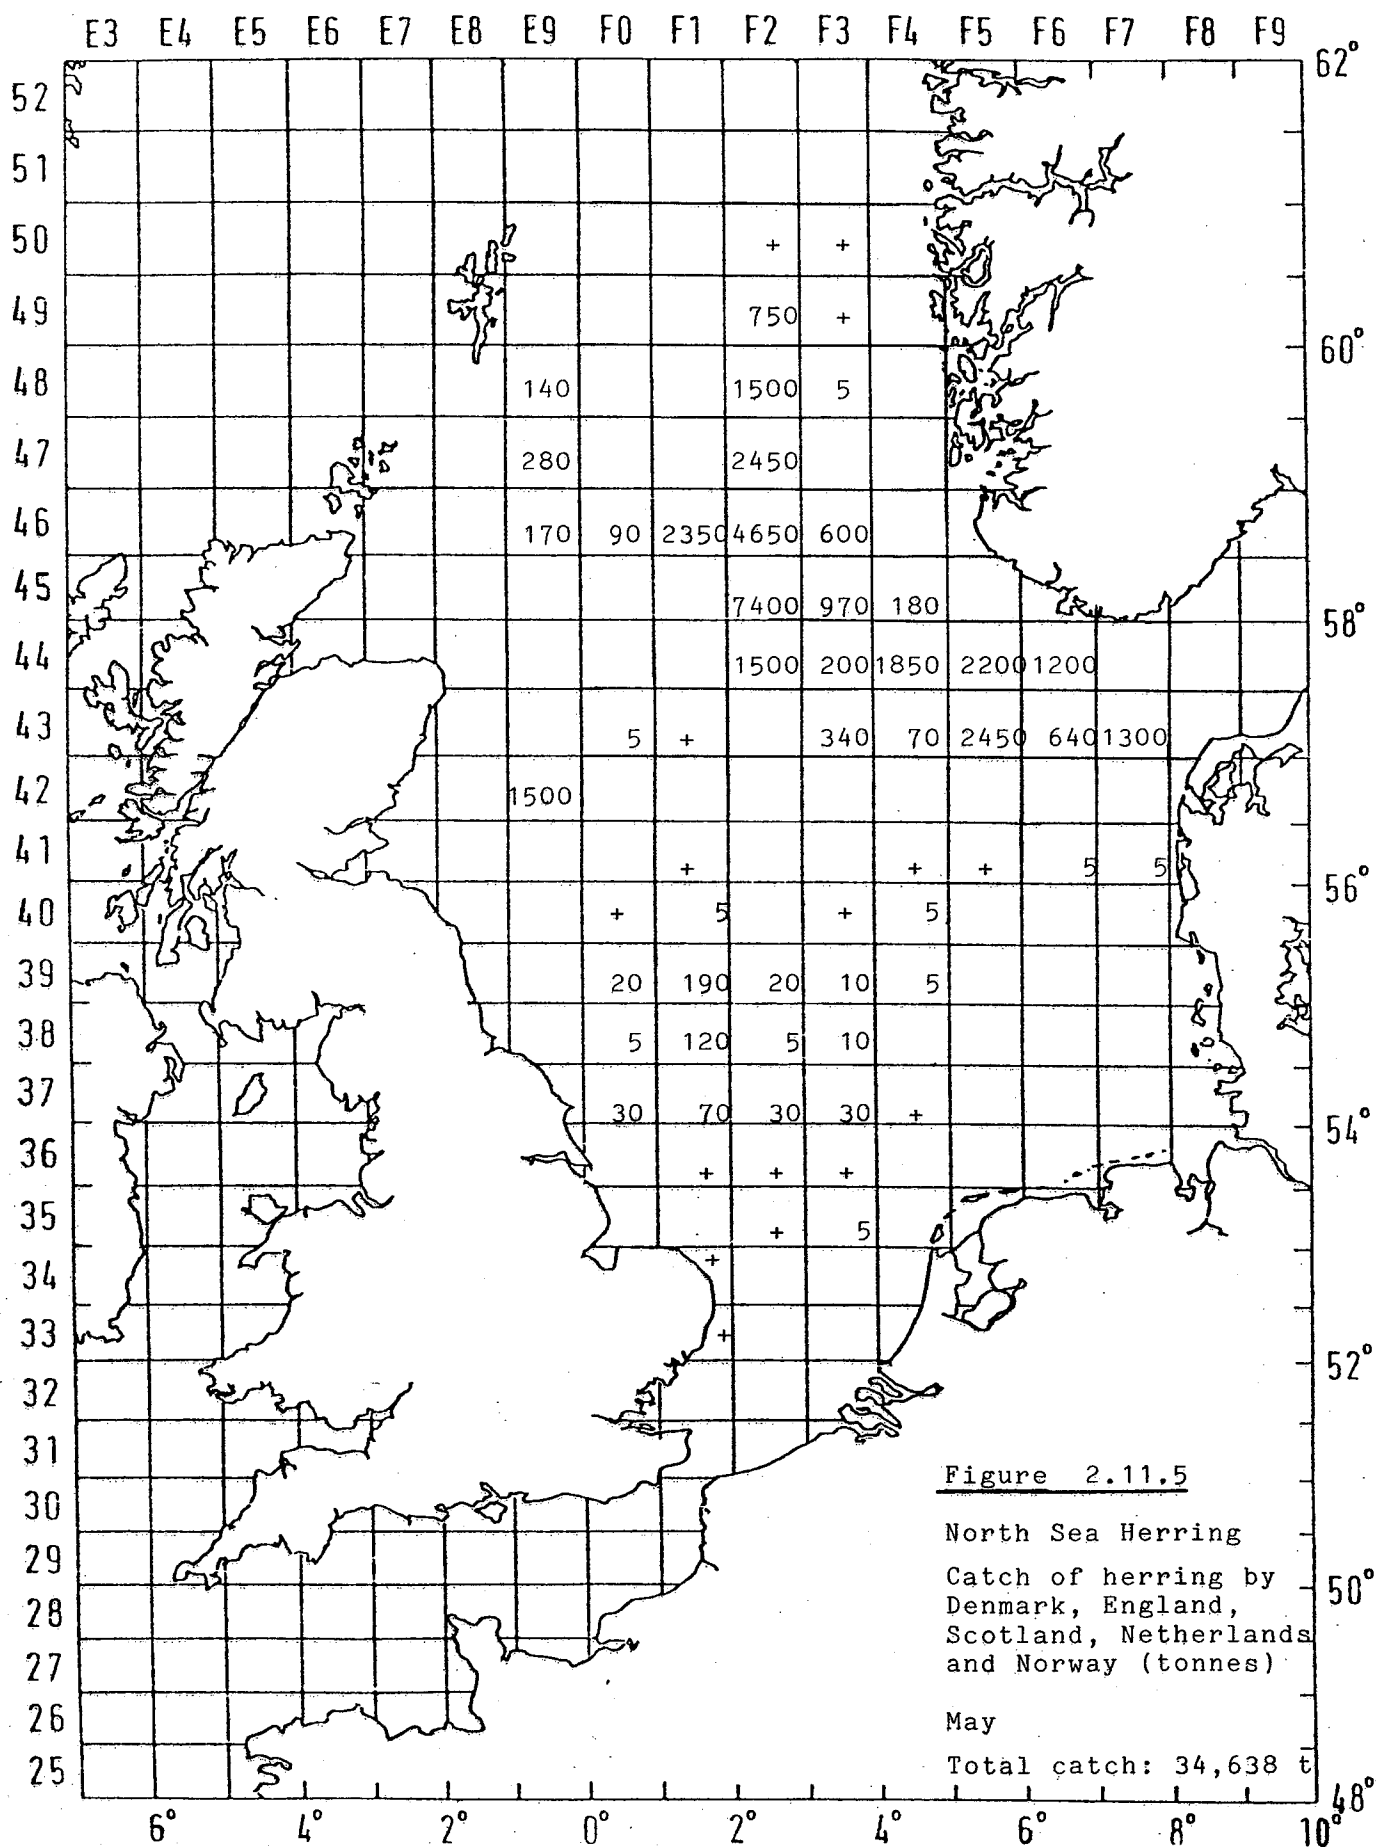 E3 E4 E5 E6 E7 E8 E9 F0 F1 F2 F3 F4 F5 F6 F7 F8 F9
62°
52
51
50 + +
49 750 +
60°
48 140 1500 5
47 280 2450
46 170 90 2350 4650 600
45 7400 970 180
58°
44 1500 200 1850 2200 1200
43 5 + 340 70 2450 640 1300
42 1500
41 + + + 5 5
56°
40 + 5 + 5
39 20 190 20 10 5
38 5 120 5 10
37 30 70 30 30 +
54°
36 + + +
35 + 5
34 +
33 +
52°
32
31
30
29
28
27
26
25
Figure 2.11.5
North Sea Herring
Catch of herring by
Denmark, England,
Scotland, Netherlands
and Norway (tonnes)
May
Total catch: 34,638 t
50°
48°
6° 4° 2° 0° 2° 4° 6° 8° 10°